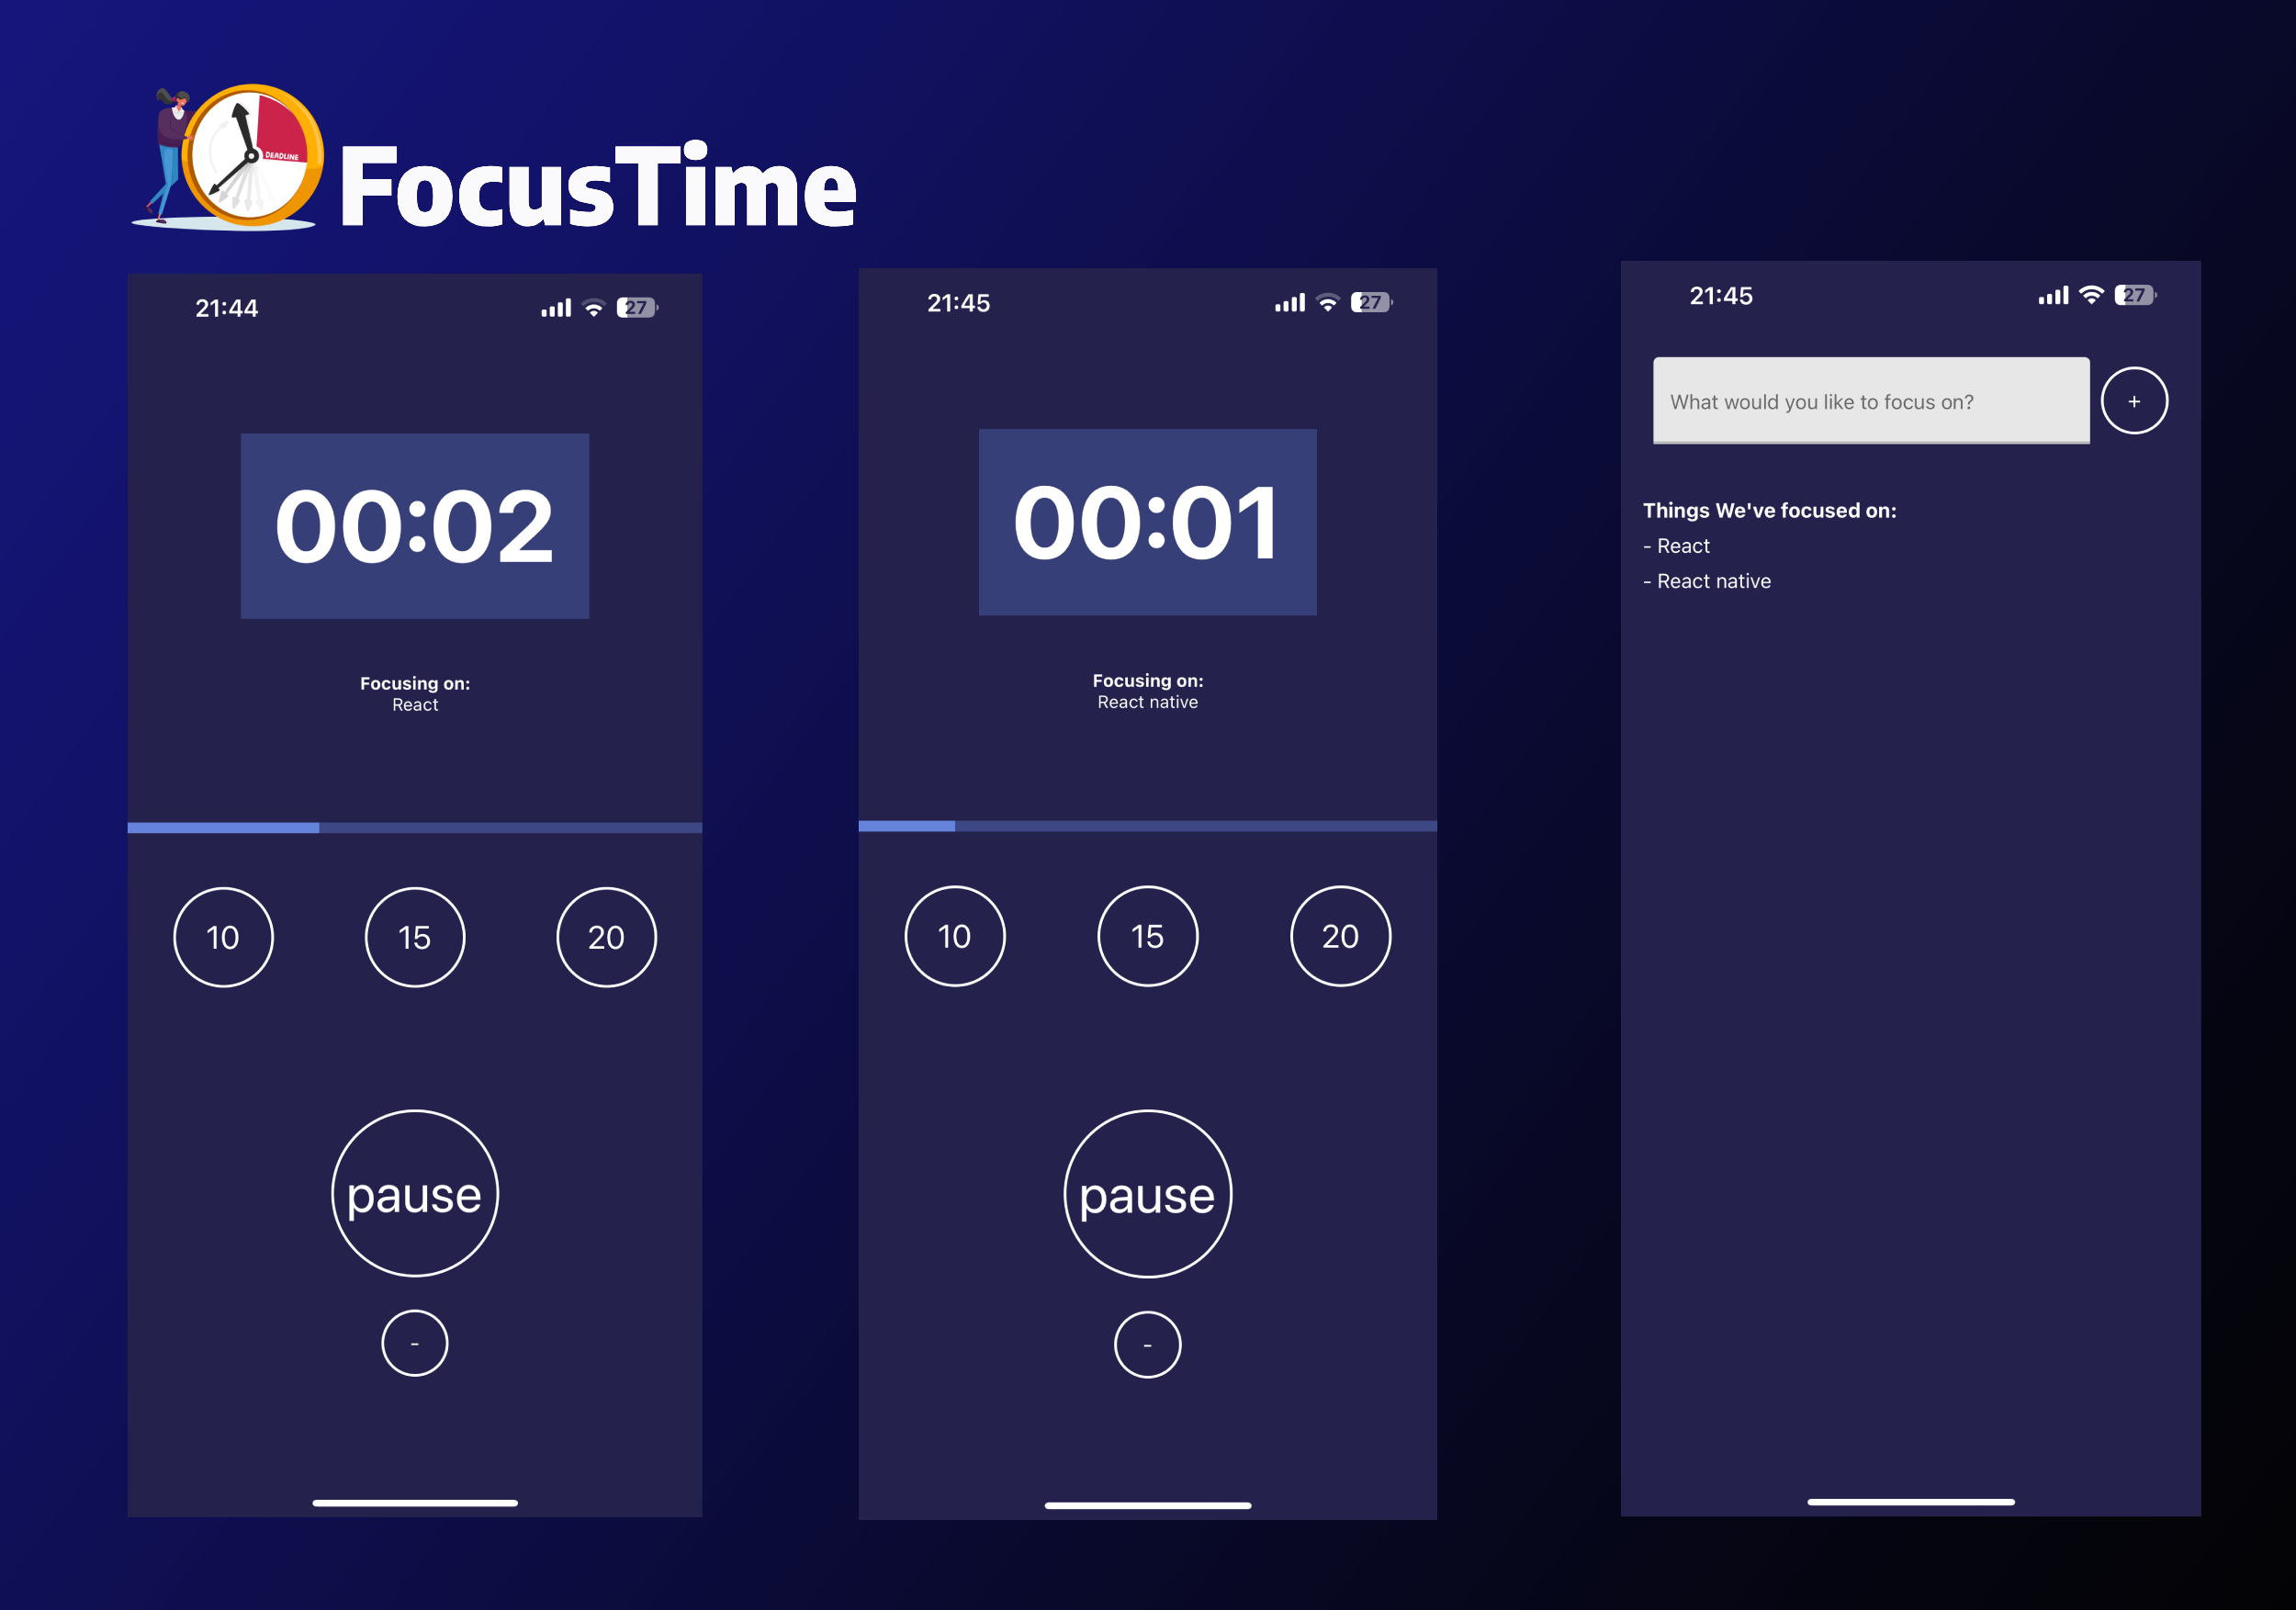 DEADLINE
FocusTime
21:44
27
00:02
Focusing on:
React
10 15 20
pause
-
21:45
27
00:01
Focusing on:
React native
10 15 20
pause
-
21:45
27
What would you like to focus on?
+
Things We've focused on:
- React
- React native